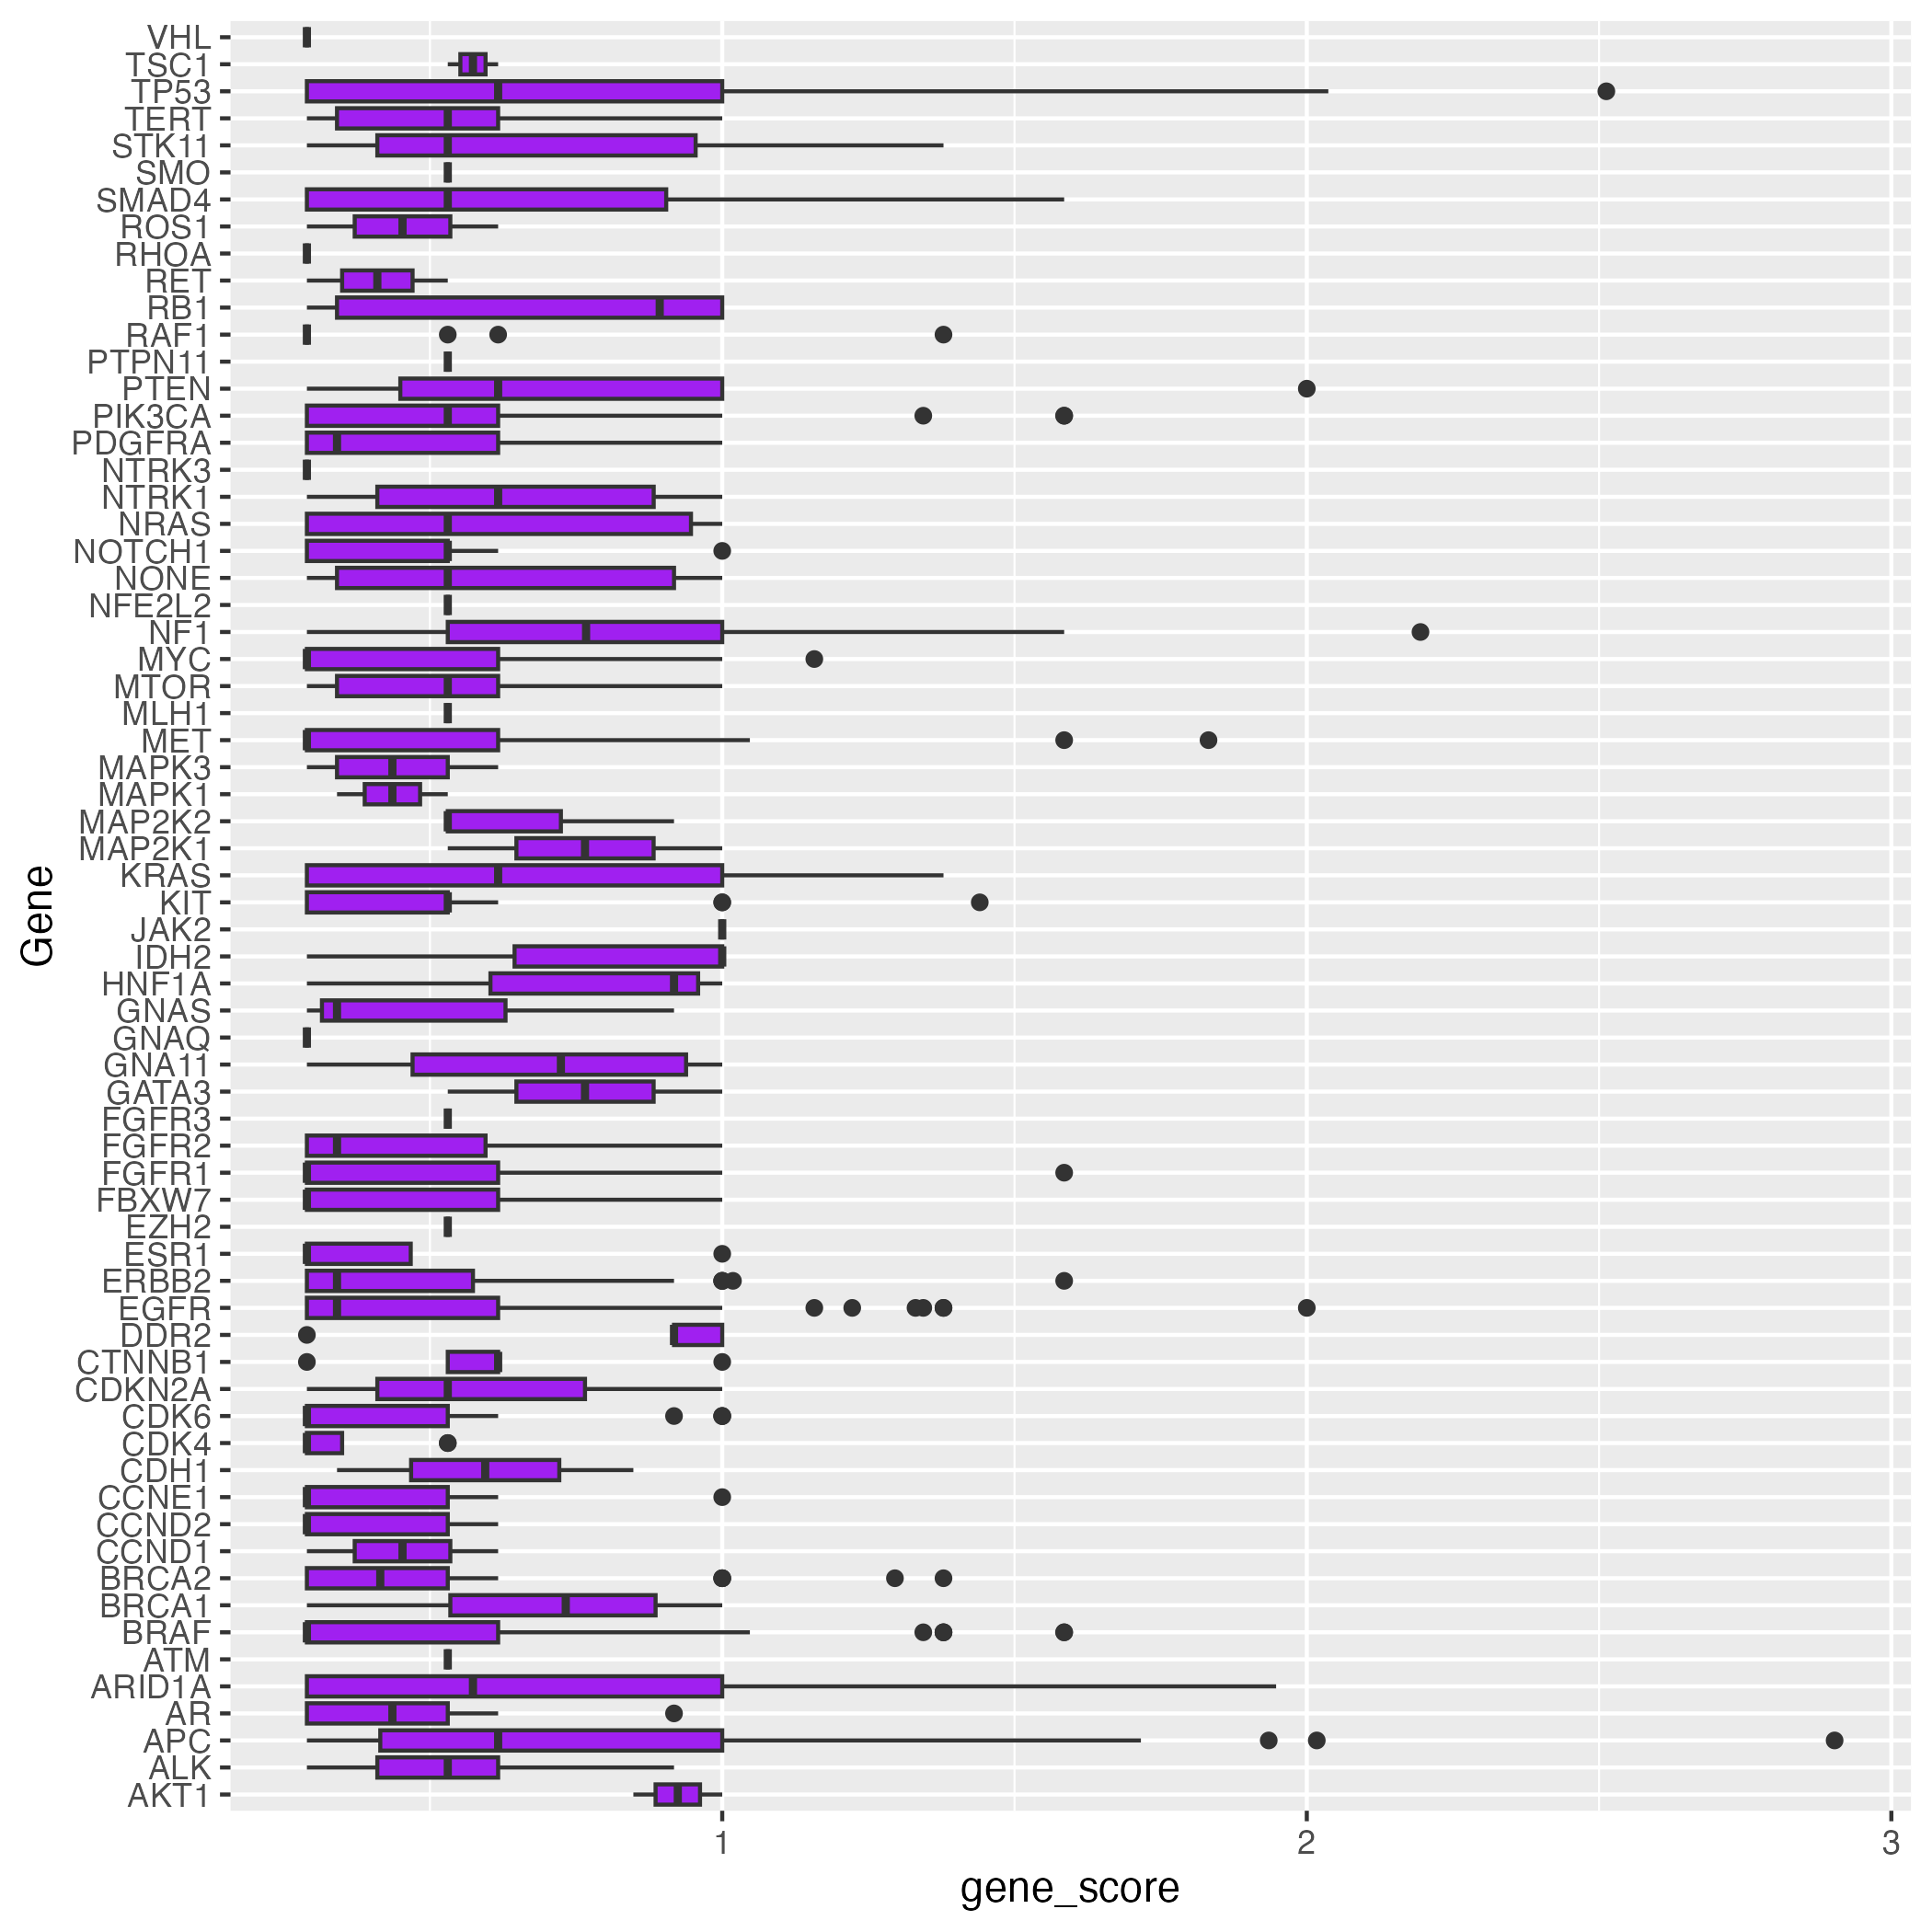 VHL
TSC1
TP53
TERT
STK11
SMO
SMAD4
ROS1
RHOA
RET
RB1
RAF1
PTPN11
PTEN
PIK3CA
PDGFRA
NTRK3
NTRK1
NRAS
NOTCH1
NONE
NFE2L2
NF1
MYC
MTOR
MLH1
MET
MAPK3
MAPK1
MAP2K2
MAP2K1
KRAS
KIT
JAK2
IDH2
HNF1A
GNAS
GNAQ
GNA11
GATA3
FGFR3
FGFR2
FGFR1
FBXW7
EZH2
ESR1
ERBB2
EGFR
DDR2
CTNNB1
CDKN2A
CDK6
CDK4
CDH1
CCNE1
CCND2
CCND1
BRCA2
BRCA1
BRAF
ATM
ARID1A
AR
APC
ALK
AKT1
Gene
1 2 3
gene_score